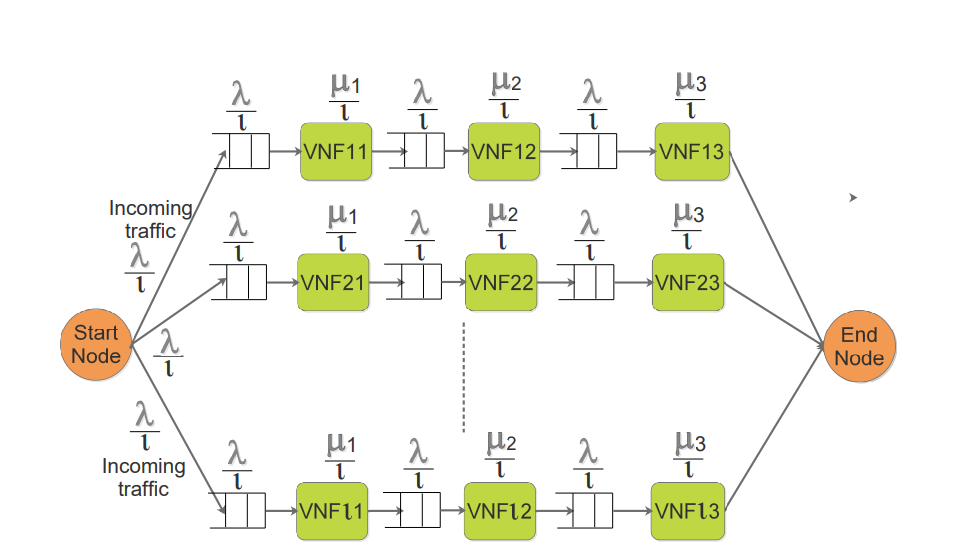 λ/ι μ1/ι λ/ι μ2/ι λ/ι μ3/ι
VNF11 VNF12 VNF13
Incoming
traffic
λ/ι
λ/ι μ1/ι λ/ι μ2/ι λ/ι μ3/ι
VNF21 VNF22 VNF23
Start
Node
λ/ι
End
Node
λ/ι
Incoming
traffic
λ/ι μ1/ι λ/ι μ2/ι λ/ι μ3/ι
VNFι1 VNFι2 VNFι3